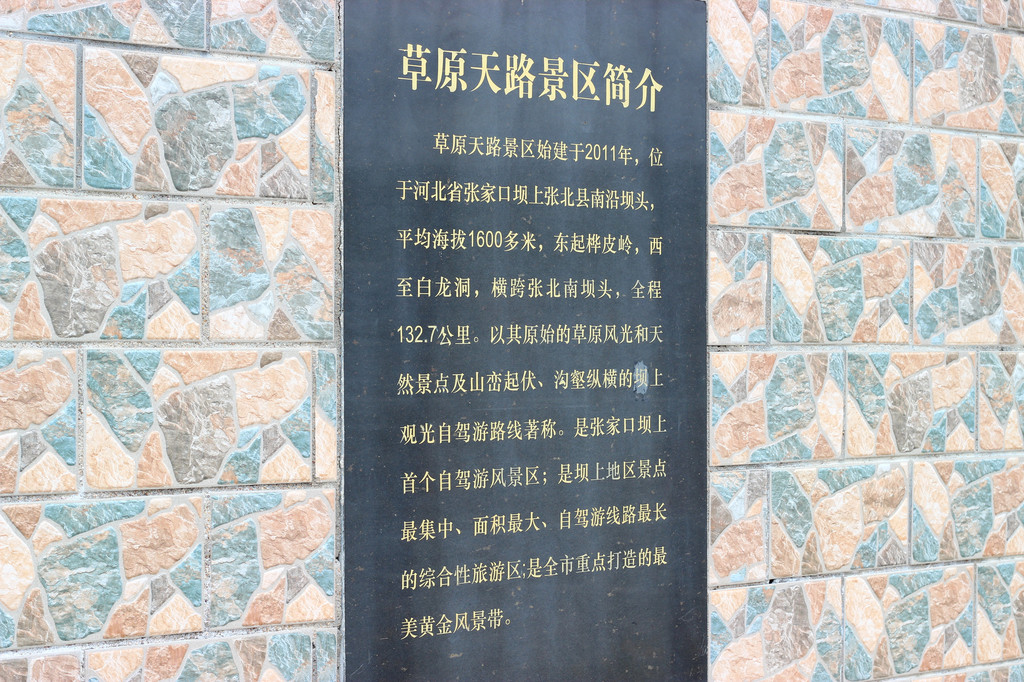 草原天路景区简介
草原天路景区始建于2011年，位
于河北省张家口坝上张北县南沿坝头，
平均海拔1600多米，东起桦皮岭，西
至白龙洞，横跨张北南坝头，全程
132.7公里。以其原始的草原风光和天
然景点及山峦起伏、沟壑纵横的坝上
观光自驾游路线著称。是张家口坝上
首个自驾游风景区；是坝上地区景点
最集中、面积最大、自驾游线路最长
的综合性旅游区;是全市重点打造的最
美黄金风景带。